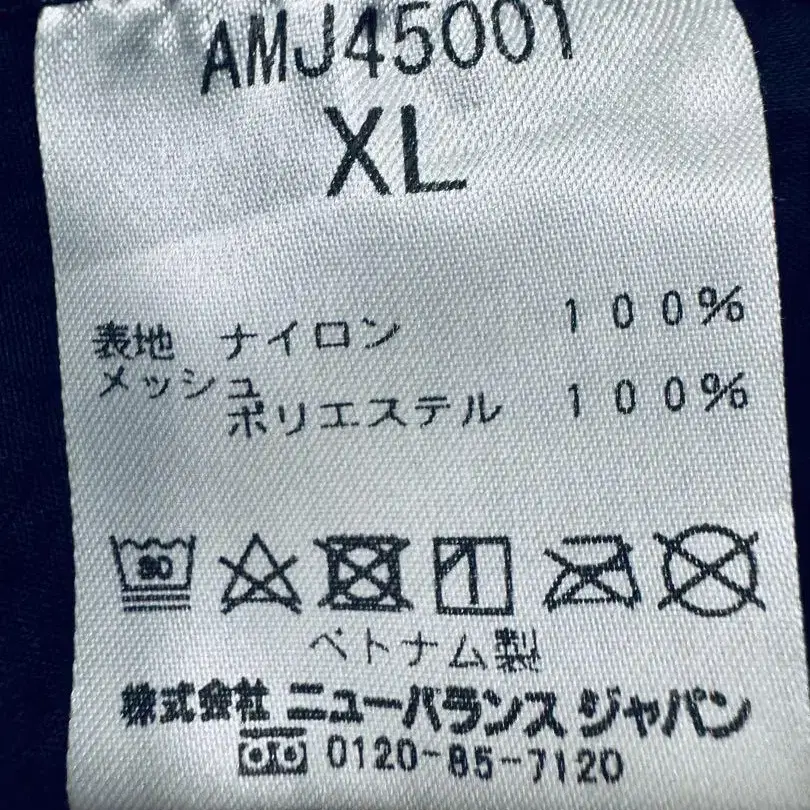 AMJ45001
XL
表地 ナイロン 100%
メッシュ
ポリエステル 100%
30
ベトナム製
株式会社 ニューバランス ジャパン
0120-85-7120